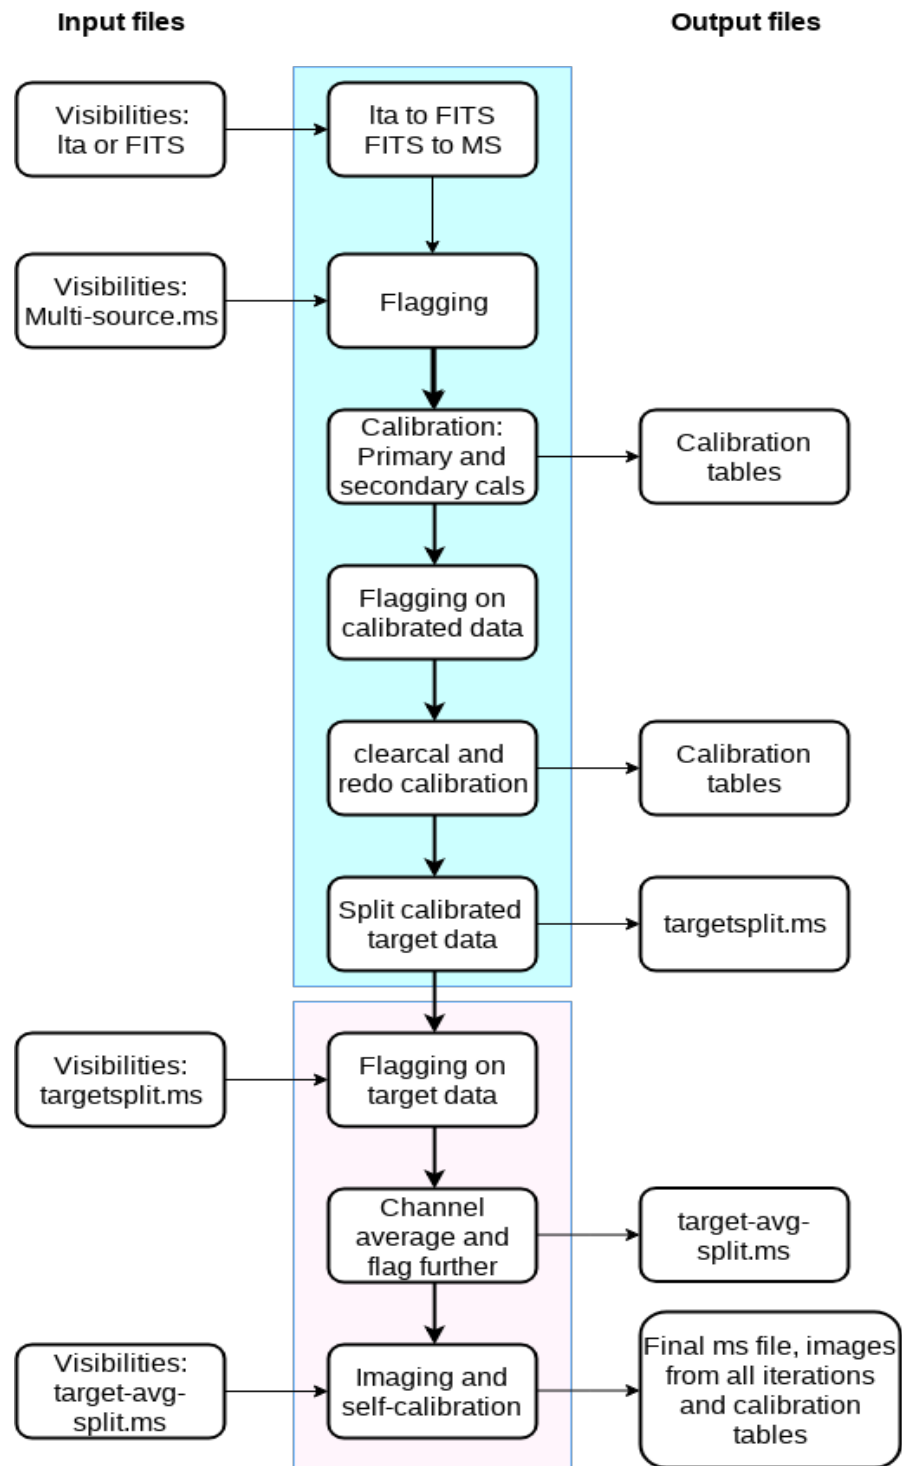 Input files
Output files
Visibilities:
lta or FITS
lta to FITS
FITS to MS
Visibilities:
Multi-source.ms
Flagging
Calibration:
Primary and
secondary cals
Calibration
tables
Flagging on
calibrated data
clearcal and
redo calibration
Calibration
tables
Split calibrated
target data
targetsplit.ms
Visibilities:
targetsplit.ms
Flagging on
target data
Channel
average and
flag further
target-avg-
split.ms
Visibilities:
target-avg-
split.ms
Imaging and
self-calibration
Final ms file, images
from all iterations
and calibration
tables